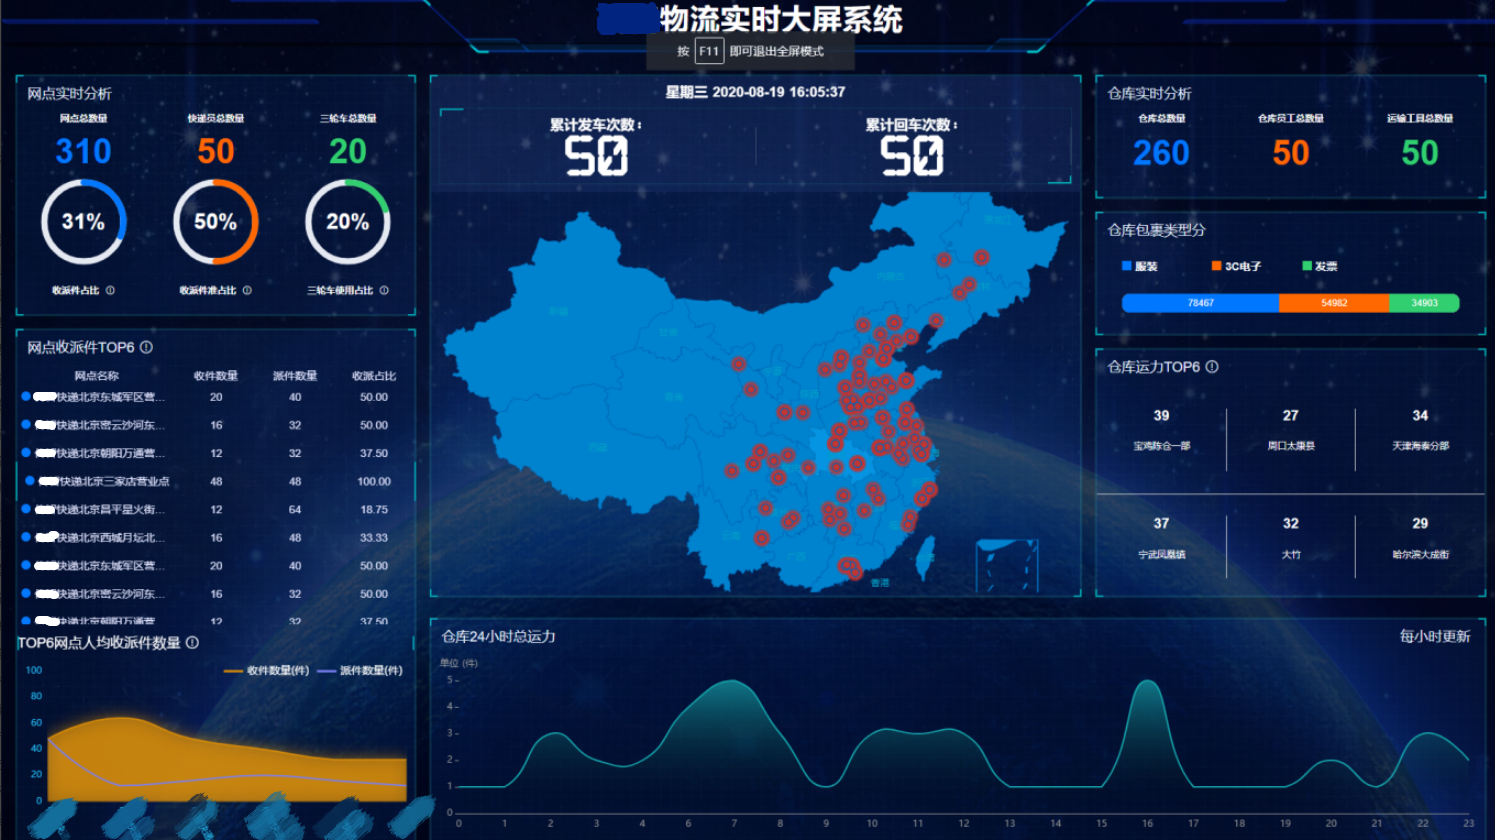 物流实时大屏系统
按 F11 即可退出全屏模式
网点实时分析
网点总数量 快递员总数量 三轮车总数量
310 50 20
31% 50% 20%
收派件占比 收派件准占比 三轮车使用占比
网点收派件TOP6
网点名称 收件数量 派件数量 收派占比
快递北京东城军区营... 20 40 50.00
快递北京密云沙河东... 16 32 50.00
快递北京朝阳万通营... 12 32 37.50
快递北京三家店营业点 48 48 100.00
快递北京昌平星火街... 12 64 18.75
快递北京西城月坛北... 16 48 33.33
快递北京东城军区营... 20 40 50.00
快递北京密云沙河东... 16 32 50.00
快递北京朝阳万通营... 12 32 37.50
TOP6网点人均收派件数量
收件数量(件) 派件数量(件)
100
80
60
40
20
0
星期三 2020-08-19 16:05:37
累计发车次数： 累计回车次数：
50 50
新疆
甘肃
青海
西藏
内蒙古
云南
广西
香港
仓库24小时总运力 每小时更新
单位 (件)
5
4
3
2
1
0
0 1 2 3 4 5 6 7 8 9 10 11 12 13 14 15 16 17 18 19 20 21 22 23
仓库实时分析
仓库总数量 仓库员工总数量 运输工具总数量
260 50 50
仓库包裹类型分
服装 3C电子 发票
78467 54982 34903
仓库运力TOP6
39 27 34
宝鸡陈仓一部 周口太康县 天津海泰分部
37 32 29
宁武凤凰镇 大竹 哈尔滨大成街